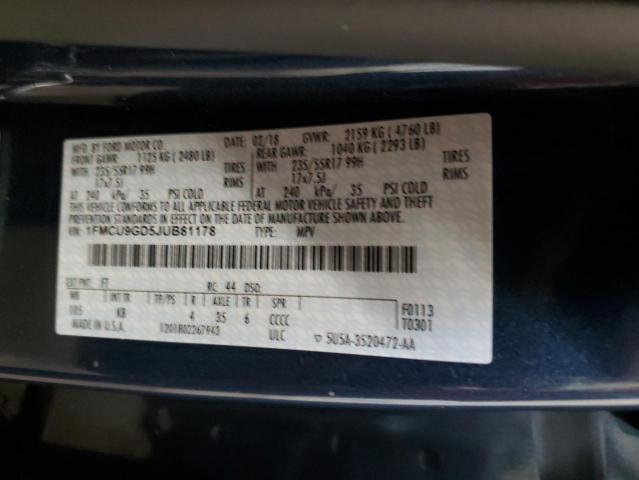 MFD. BY FORD MOTOR CO. DATE: 02/18 GVWR: 2159 KG ( 4760 LB)
FRONT GAWR: 1125 KG ( 2480 LB) REAR GAWR: 1040 KG ( 2293 LB)
WITH 235/55R17 99H TIRES WITH 235/55R17 99H TIRES
17x7.5J RIMS 17x7.5J RIMS
AT 240 kPa/ 35 PSI COLD AT 240 kPa/ 35 PSI COLD
THIS VEHICLE CONFORMS TO ALL APPLICABLE FEDERAL MOTOR VEHICLE SAFETY AND THEFT
PREVENTION STANDARDS IN EFFECT ON THE DATE OF MANUFACTURE SHOWN ABOVE.
VIN: 1FMCU9GD5JUB81178 TYPE: MPV
EXT PNT: FT RC: 44 DSO:
WB INT TR TP/PS R AXLE TR SPR F0113
105 KB 4 35 6 CCCC T0301
MADE IN U.S.A. 1201802267943 ULC 5U5A-3520472-AA